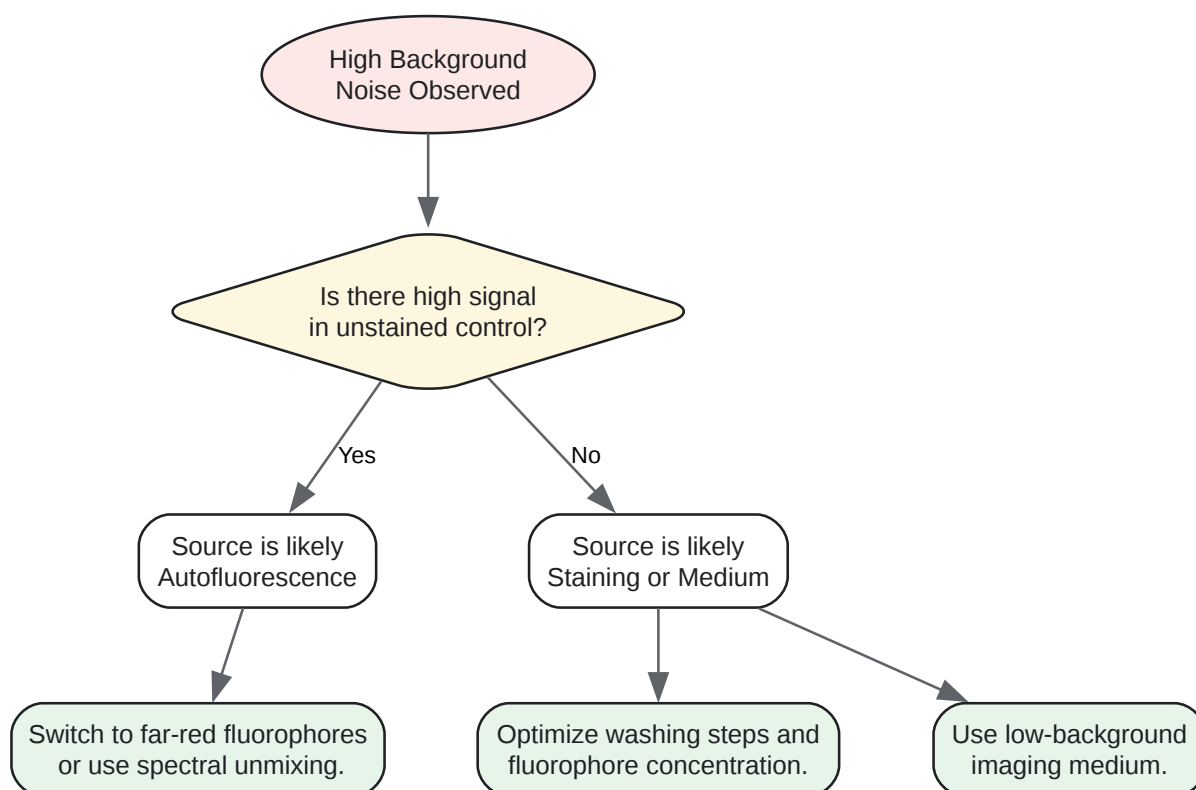 High Background
Noise Observed
Is there high signal
in unstained control?
Yes
No
Source is likely
Autofluorescence
Source is likely
Staining or Medium
Switch to far-red fluorophores
or use spectral unmixing.
Optimize washing steps and
fluorophore concentration.
Use low-background
imaging medium.